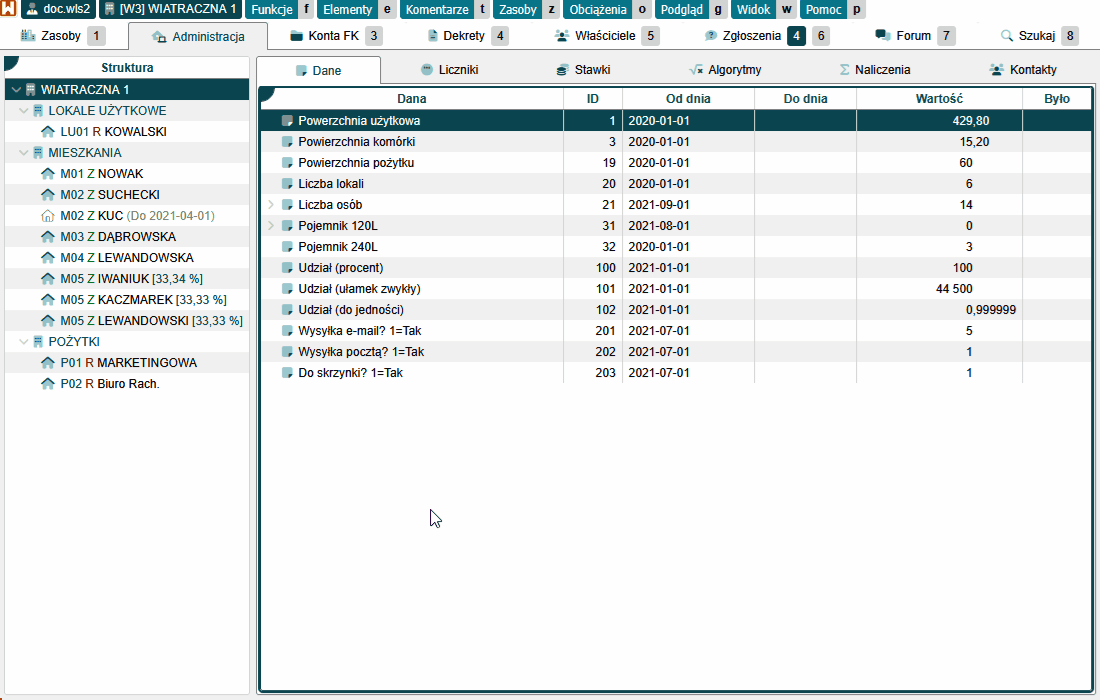 doc.wls2 [W3] WIATRACZNA 1 Funkcje f Elementy e Komentarze t Zasoby z Obciążenia o Podgląd g Widok w Pomoc p
Zasoby 1 Administracja Konta FK 3 Dekrety 4 Właściciele 5 Zgłoszenia 4 6 Forum 7 Szukaj 8
Struktura
WIATRACZNA 1
LOKALE UŻYTKOWE
LU01 R KOWALSKI
MIESZKANIA
M01 Z NOWAK
M02 Z SUCHECKI
M02 Z KUC (Do 2021-04-01)
M03 Z DĄBROWSKA
M04 Z LEWANDOWSKA
M05 Z IWANIUK [33,34 %]
M05 Z KACZMAREK [33,33 %]
M05 Z LEWANDOWSKI [33,33 %]
POŻYTKI
P01 R MARKETINGOWA
P02 R Biuro Rach.
Dane Liczniki Stawki Algorytmy Naliczenia Kontakty
Dana ID Od dnia Do dnia Wartość Było
Powerzchnia użytkowa 1 2020-01-01 429,80
Powierzchnia komórki 3 2020-01-01 15,20
Powierzchnia pożytku 19 2020-01-01 60
Liczba lokali 20 2020-01-01 6
Liczba osób 21 2021-09-01 14
Pojemnik 120L 31 2021-08-01 0
Pojemnik 240L 32 2020-01-01 3
Udział (procent) 100 2021-01-01 100
Udział (ułamek zwykły) 101 2021-01-01 44 500
Udział (do jedności) 102 2021-01-01 0,999999
Wysyłka e-mail? 1=Tak 201 2021-07-01 5
Wysyłka pocztą? 1=Tak 202 2021-07-01 1
Do skrzynki? 1=Tak 203 2021-07-01 1